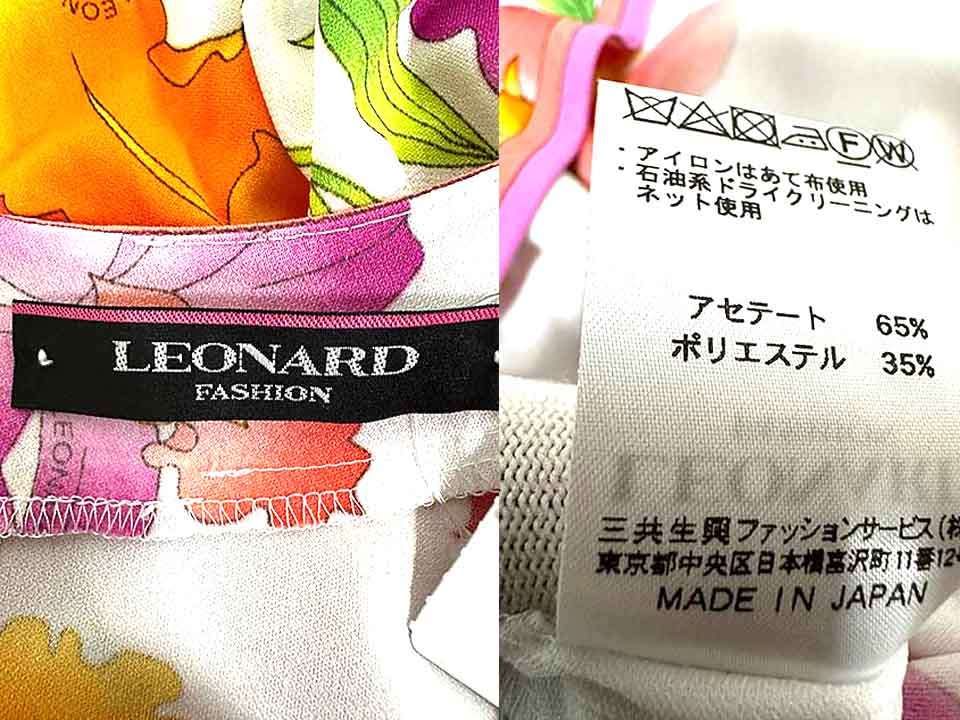 LEON
LEONARD
FASHION
LEON
F W
・アイロンはあて布使用
・石油系ドライクリーニングは
ネット使用
アセテート 65%
ポリエステル 35%
三共生興ファッションサービス(株
東京都中央区日本橋富沢町11番12
MADE IN JAPAN